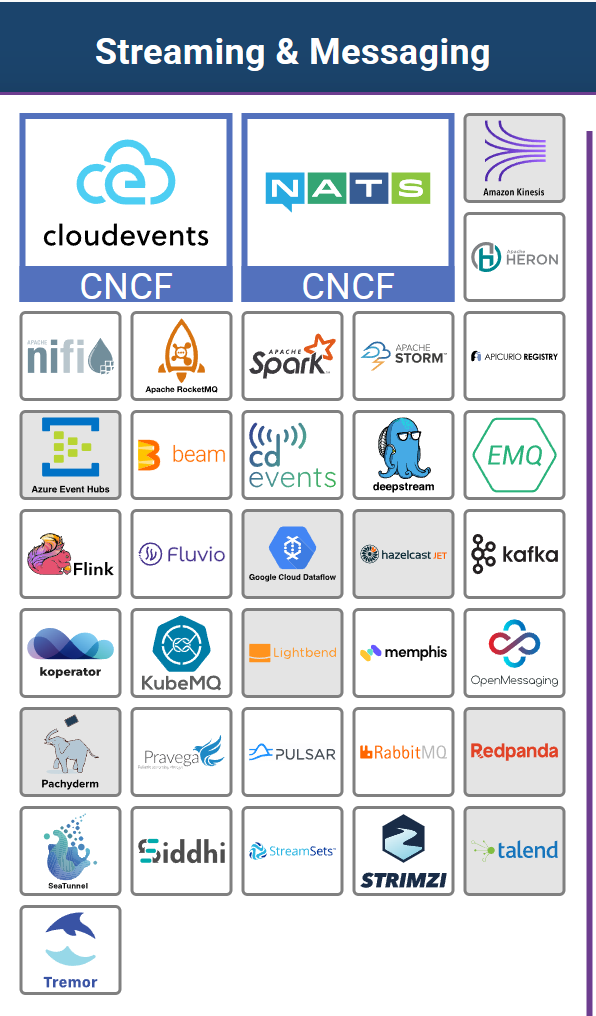 Streaming & Messaging
cloudevents
CNCF
NATS
CNCF
Amazon Kinesis
Apache
HERON
APACHE
nifi
Apache RocketMQ
APACHE
Spark
APACHE
STORM
APICURIO REGISTRY
Azure Event Hubs
beam
cd
events
deepstream
EMQ
Flink
Fluvio
Google Cloud Dataflow
hazelcast JET
kafka
koperator
KubeMQ
Lightbend
memphis
OpenMessaging
Pachyderm
Pravega
PULSAR
RabbitMQ
Redpanda
SeaTunnel
Siddhi
StreamSets
STRIMZI
talend
Tremor